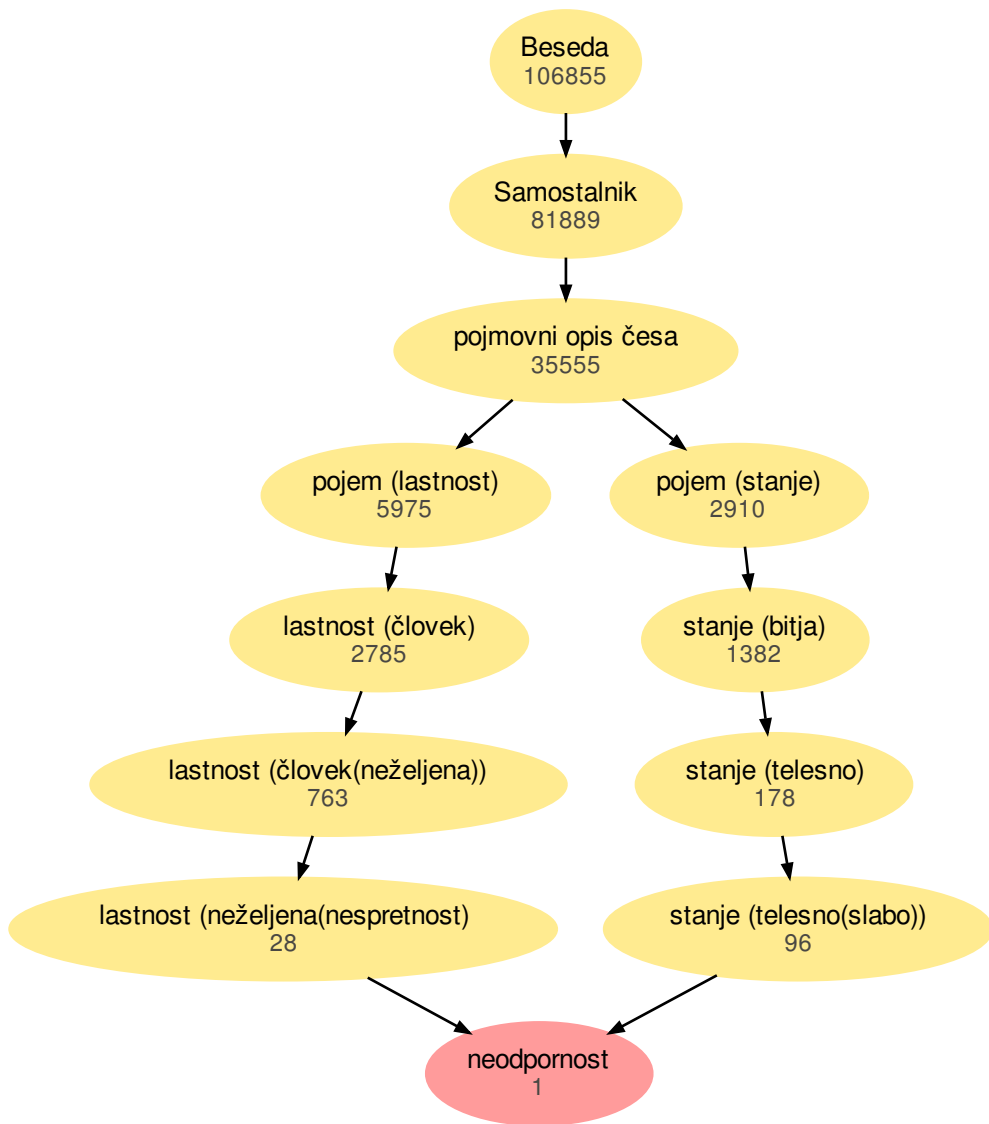 Beseda
106855
Samostalnik
81889
pojmovni opis česa
35555
pojem (lastnost)
5975
pojem (stanje)
2910
lastnost (človek)
2785
stanje (bitja)
1382
lastnost (človek(neželjena))
763
stanje (telesno)
178
lastnost (neželjena(nespretnost)
28
stanje (telesno(slabo))
96
neodpornost
1